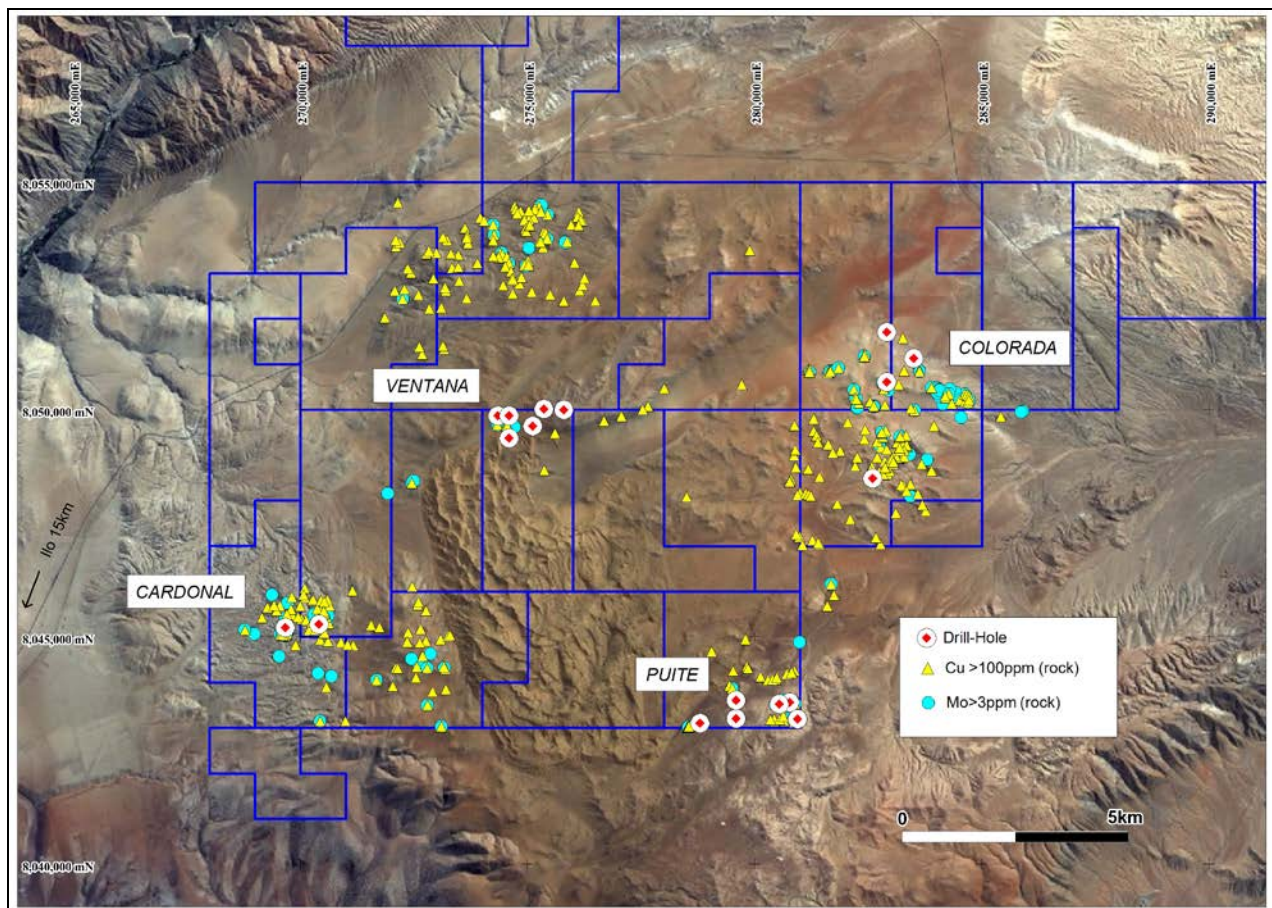 265,000 mE
270,000 mE
275,000 mE
280,000 mE
285,000 mE
290,000 mE
8,055,000 mN
COLORADA
VENTANA
8,050,000 mN
Ilo 15km
CARDONAL
8,045,000 mN
PUITE
Drill-Hole
Cu >100ppm (rock)
Mo>3ppm (rock)
0
5km
8,040,000 mN